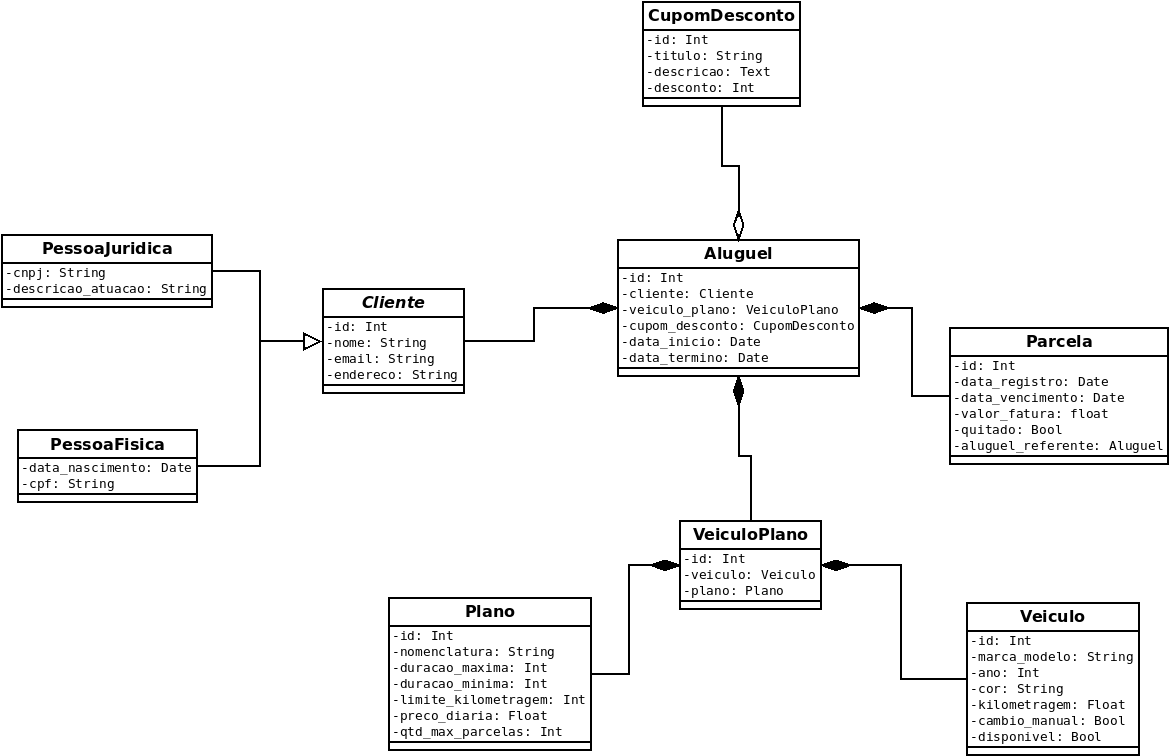 CupomDesconto
-id: Int
-titulo: String
-descricao: Text
-desconto: Int
PessoaJuridica
-cnpj: String
-descricao_atuacao: String
Cliente
-id: Int
-nome: String
-email: String
-endereco: String
Aluguel
-id: Int
-cliente: Cliente
-veiculo_plano: VeiculoPlano
-cupom_desconto: CupomDesconto
-data_inicio: Date
-data_termino: Date
Parcela
-id: Int
-data_registro: Date
-data_vencimento: Date
-valor_fatura: float
-quitado: Bool
-aluguel_referente: Aluguel
PessoaFisica
-data_nascimento: Date
-cpf: String
VeiculoPlano
-id: Int
-veiculo: Veiculo
-plano: Plano
Plano
-id: Int
-nomenclatura: String
-duracao_maxima: Int
-duracao_minima: Int
-limite_kilometragem: Int
-preco_diaria: Float
-qtd_max_parcelas: Int
Veiculo
-id: Int
-marca_modelo: String
-ano: Int
-cor: String
-kilometragem: Float
-cambio_manual: Bool
-disponivel: Bool